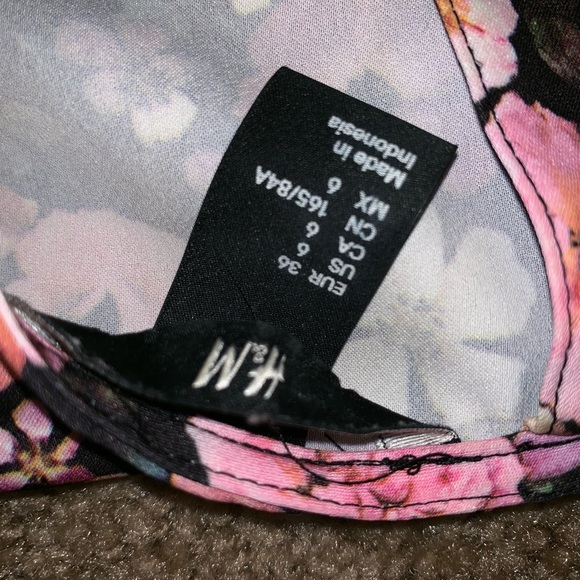 H&M
EUR 36
US 6
CA 6
CN 165/84A
MX 6
Made in
Indonesia